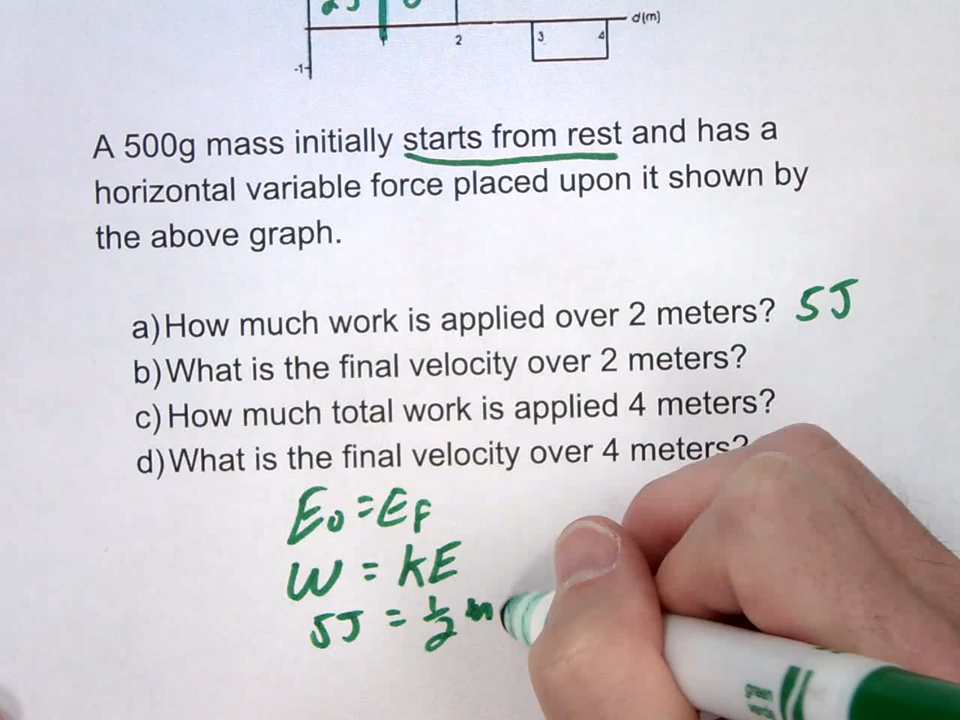 d(m)
2 3 4
-1
A 500g mass initially starts from rest and has a
horizontal variable force placed upon it shown by
the above graph.
a) How much work is applied over 2 meters? 5J
b) What is the final velocity over 2 meters?
c) How much total work is applied 4 meters?
d) What is the final velocity over 4 meters?
E₀ = EF
W = KE
5J = ½ m